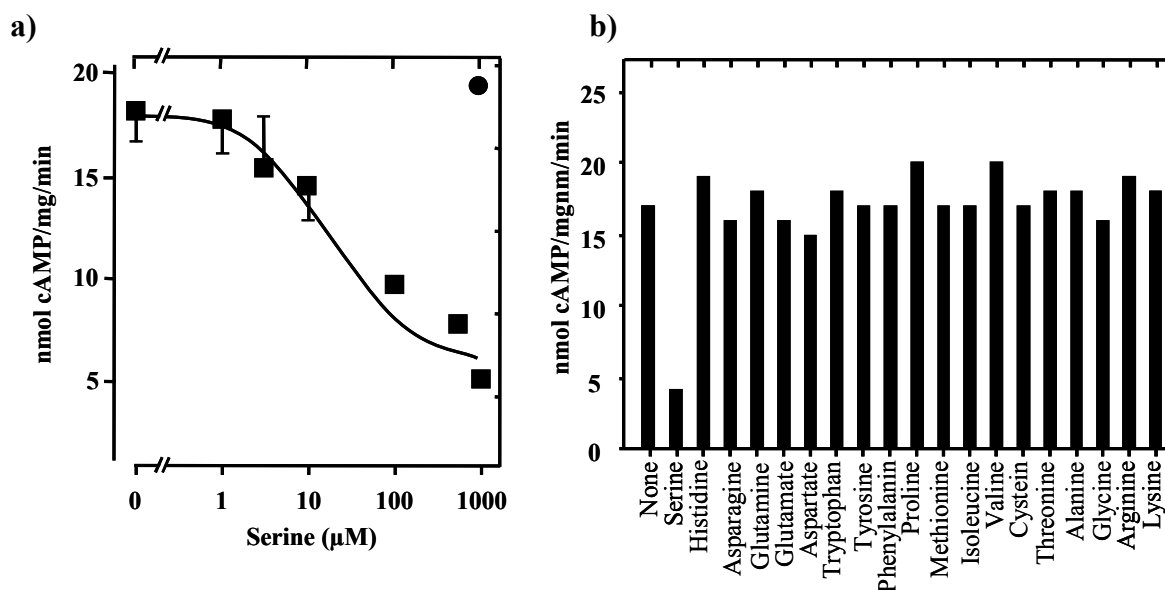 a)
nmol cAMP/mg/min
20
15
10
5
0
1
10
100
1000
Serine (µM)
b)
nmol cAMP/mgnm/min
25
20
15
10
5
0
None
Serine
Histidine
Asparagine
Glutamine
Glutamate
Aspartate
Tryptophan
Tyrosine
Phenylalanin
Proline
Methionine
Isoleucine
Valine
Cystein
Threonine
Alanine
Glycine
Arginine
Lysine